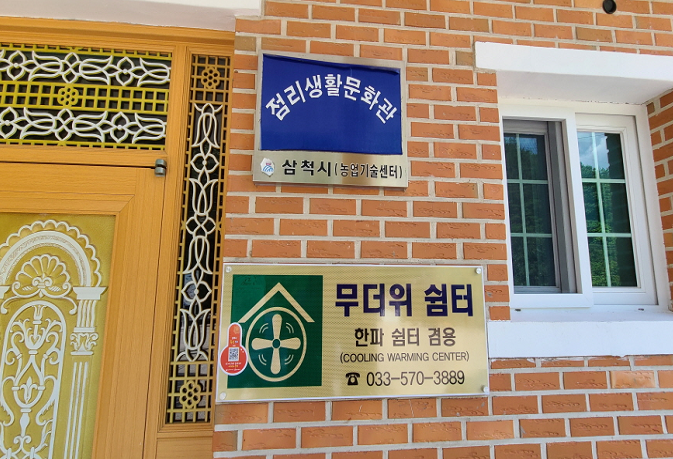 점리생활문화관
삼척시(농업기술센터)
무더위 쉼터
한파 쉼터 겸용
(COOLING WARMING CENTER)
☎ 033-570-3889